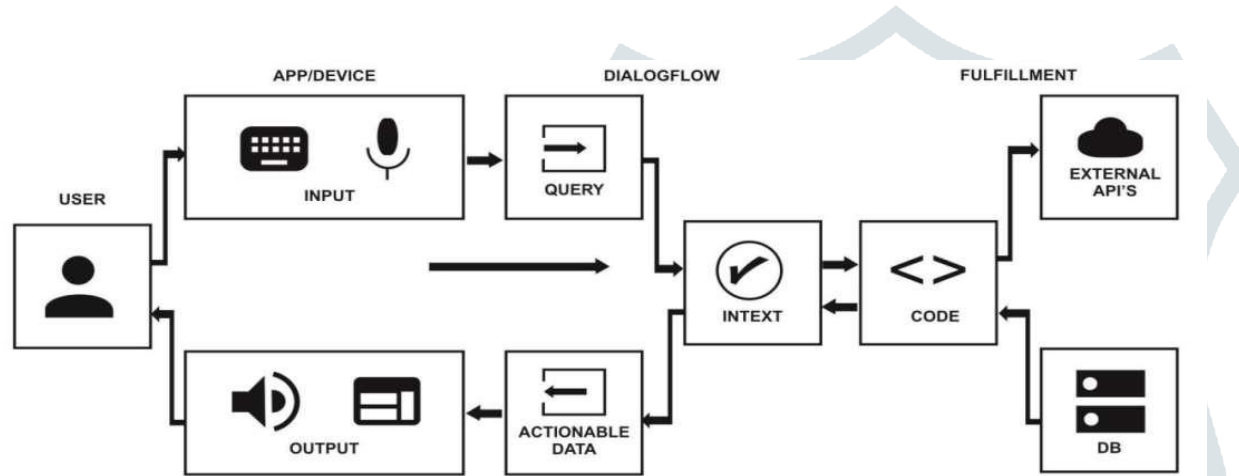 APP/DEVICE
DIALOGFLOW
FULFILLMENT
INPUT
QUERY
EXTERNAL
API'S
USER
INTEXT
< >
CODE
OUTPUT
ACTIONABLE
DATA
DB